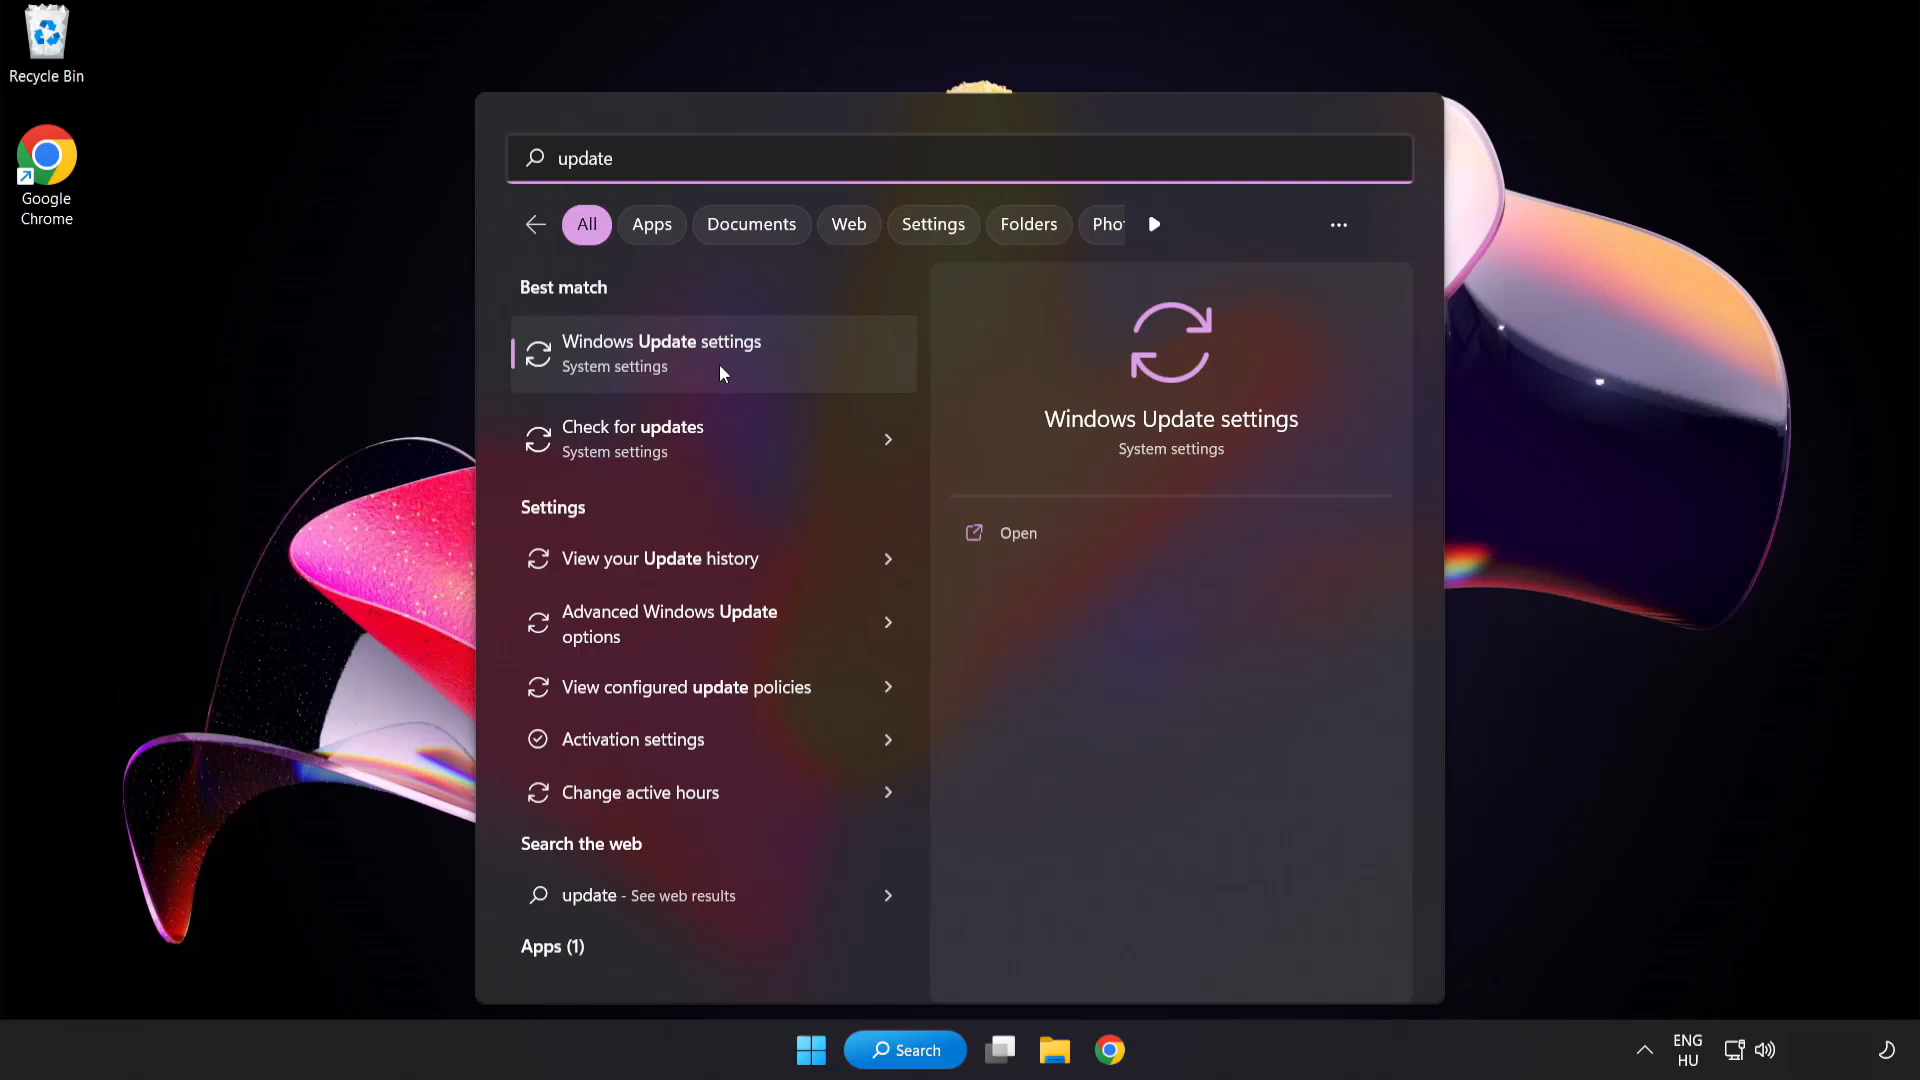 Recycle Bin
Google
Chrome
update
All
Apps
Documents
Web
Settings
Folders
Best match
Windows Update settings
System settings
Check for updates
System settings
Settings
View your Update history
Advanced Windows Update
options
View configured update policies
Activation settings
Change active hours
Search the web
update - See web results
Apps (1)
Windows Update settings
System settings
Open
Search
ENG
HU